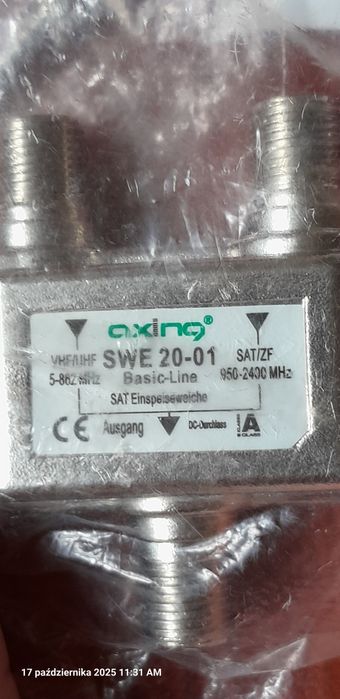 axing®
VHF/UHF SWE 20-01 SAT/ZF
5-862 MHz Basic-Line 950-2400 MHz
SAT Einspeiseweiche
CE Ausgang DC-Durchlass CLASS A
17 października 2025 11:31 AM